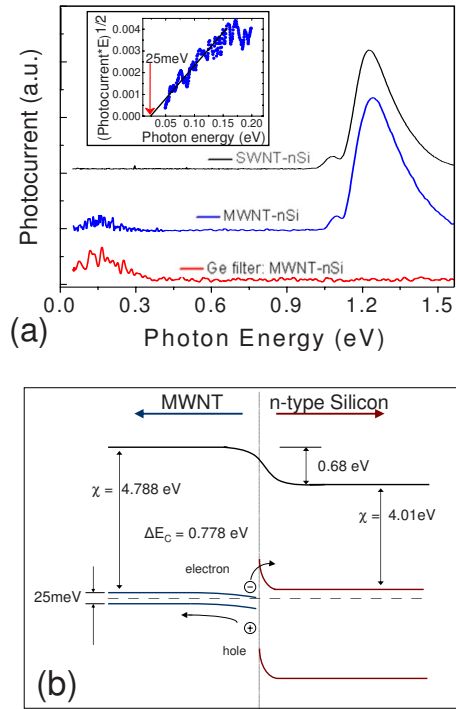 (a)
Photocurrent (a.u.)
(Photocurrent*E)^1/2
0.004
0.003
0.002
0.001
0.000
25meV
0.05 0.10 0.15 0.20
Photon energy (eV)
SWNT-nSi
MWNT-nSi
Ge filter: MWNT-nSi
0.0 0.3 0.6 0.9 1.2 1.5
Photon Energy (eV)
MWNT
n-type Silicon
0.68 eV
χ = 4.788 eV
χ = 4.01eV
ΔE_C = 0.778 eV
electron
−
25meV
+
hole
(b)